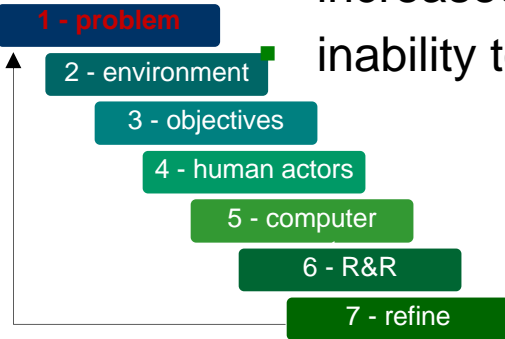 1 - problem
inability
2 - environment
3 - objectives
4 - human actors
5 - computer
6 - R&R
7 - refine